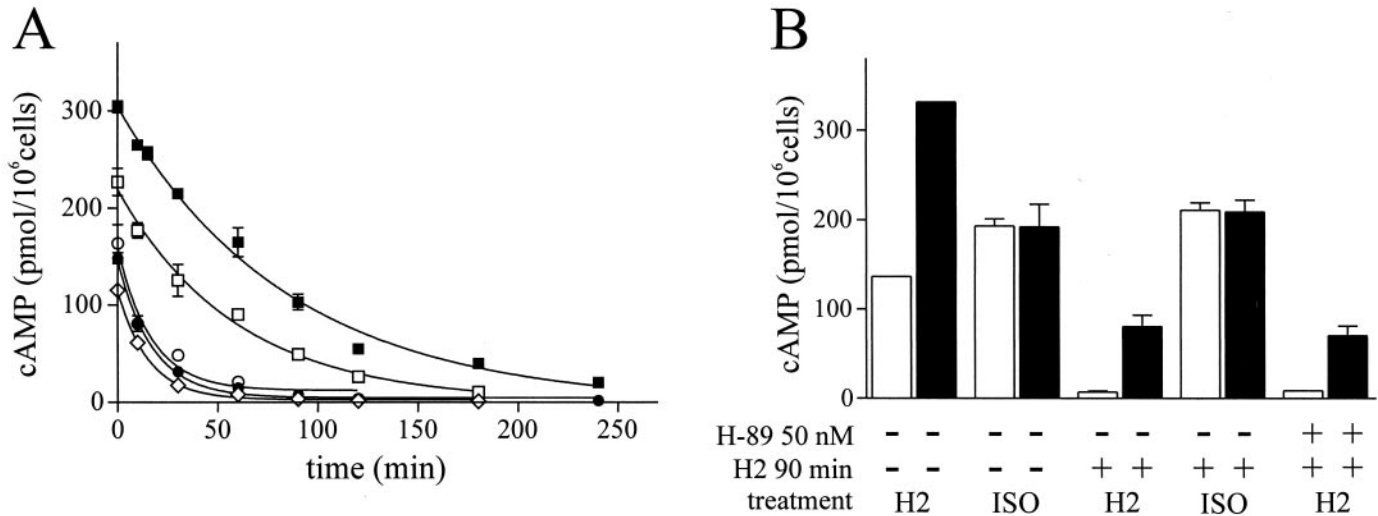 A
cAMP (pmol/10⁶cells)
300
200
100
0
0 50 100 150 200 250
time (min)
B
cAMP (pmol/10⁶cells)
300
200
100
0
H-89 50 nM - - - - - - - - + +
H2 90 min - - - - + + + + + +
treatment H2 ISO H2 ISO H2